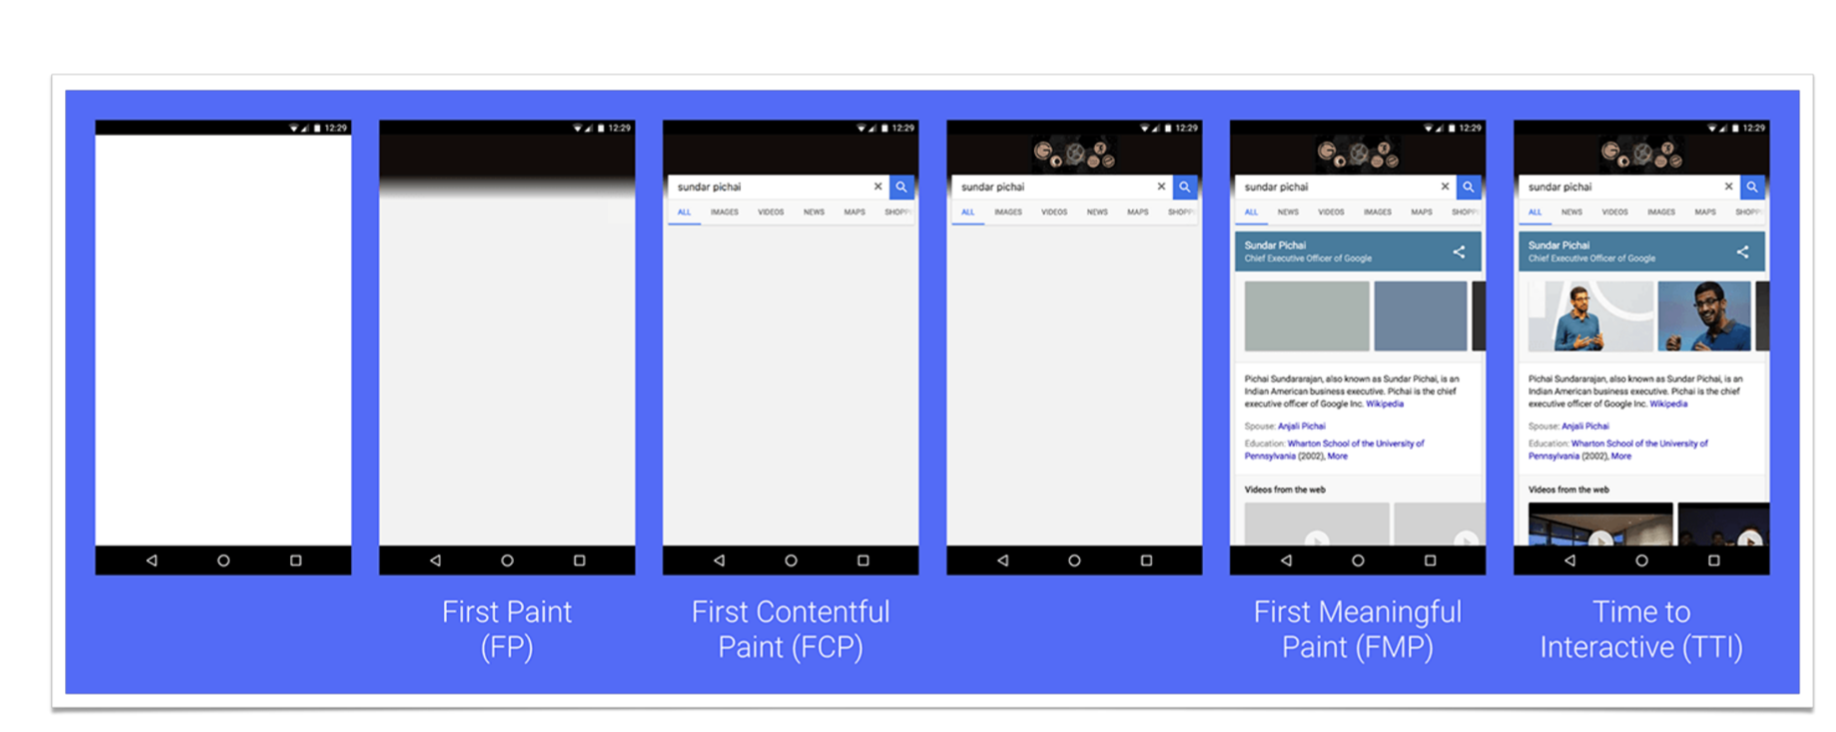 12:29
12:29
12:29
sundar pichai
ALL IMAGES VIDEOS NEWS MAPS SHOPP
12:29
sundar pichai
ALL IMAGES VIDEOS NEWS MAPS SHOPP
12:29
sundar pichai
ALL NEWS VIDEOS IMAGES MAPS SHOPP
Sundar Pichai
Chief Executive Officer of Google
Pichai Sundararajan, also known as Sundar Pichai, is an
Indian American business executive. Pichai is the chief
executive officer of Google Inc. Wikipedia
Spouse: Anjali Pichai
Education: Wharton School of the University of
Pennsylvania (2002), More
Videos from the web
12:29
sundar pichai
ALL NEWS VIDEOS IMAGES MAPS SHOPP
Sundar Pichai
Chief Executive Officer of Google
Pichai Sundararajan, also known as Sundar Pichai, is an
Indian American business executive. Pichai is the chief
executive officer of Google Inc. Wikipedia
Spouse: Anjali Pichai
Education: Wharton School of the University of
Pennsylvania (2002), More
Videos from the web
First Paint
(FP)
First Contentful
Paint (FCP)
First Meaningful
Paint (FMP)
Time to
Interactive (TTI)